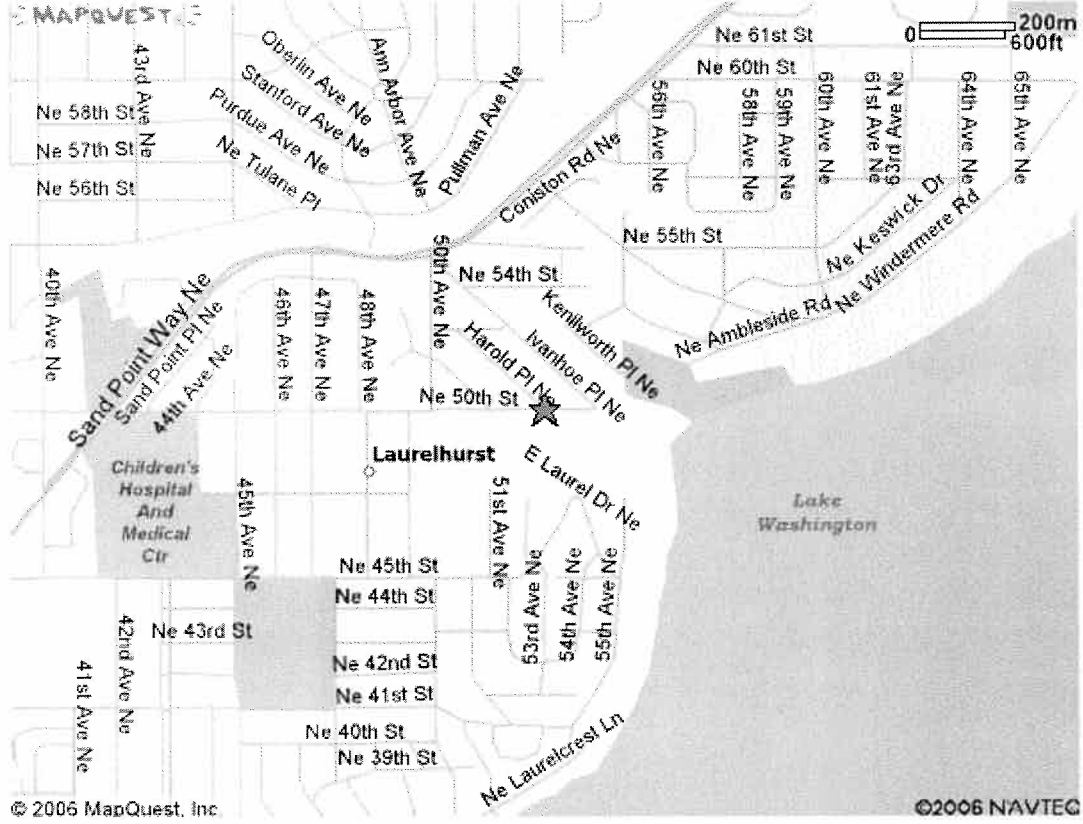 MAPQUEST
200m
0
600ft
Ne 61st St
Ne 60th St
43rd Ave Ne
Oberlin Ave Ne
Ann Arbor Ave Ne
Stanford Ave Ne
Purdue Ave Ne
Pullman Ave Ne
Ne Tulane Pl
Ne 58th St
Ne 57th St
Ne 56th St
Coniston Rd Ne
56th Ave Ne
58th Ave Ne
59th Ave Ne
60th Ave Ne
61st Ave Ne
63rd Ave Ne
64th Ave Ne
65th Ave Ne
Ne 55th St
Ne Keswick Dr
Ne Windermere Rd
Ne Ambleside Rd
50th Ave Ne
Ne 54th St
Kenilworth Pl Ne
Ivanhoe Pl Ne
Harold Pl Ne
40th Ave Ne
Sand Point Way Ne
Sand Point Pl Ne
44th Ave Ne
46th Ave Ne
47th Ave Ne
48th Ave Ne
Ne 50th St
Laurelhurst
E Laurel Dr Ne
Children's
Hospital
And
Medical
Ctr
45th Ave Ne
51st Ave Ne
Lake
Washington
53rd Ave Ne
54th Ave Ne
55th Ave Ne
Ne 45th St
Ne 44th St
Ne 43rd St
42nd Ave Ne
41st Ave Ne
Ne 42nd St
Ne 41st St
Ne 40th St
Ne 39th St
Ne Laurelcrest Ln
© 2006 MapQuest, Inc
©2006 NAVTEQ